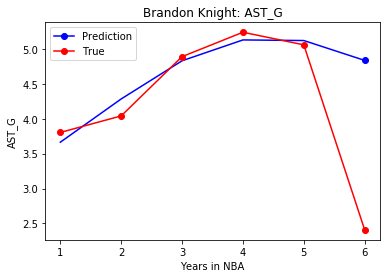 Brandon Knight: AST_G
Prediction
True
AST_G
5.0
4.5
4.0
3.5
3.0
2.5
1 2 3 4 5 6
Years in NBA